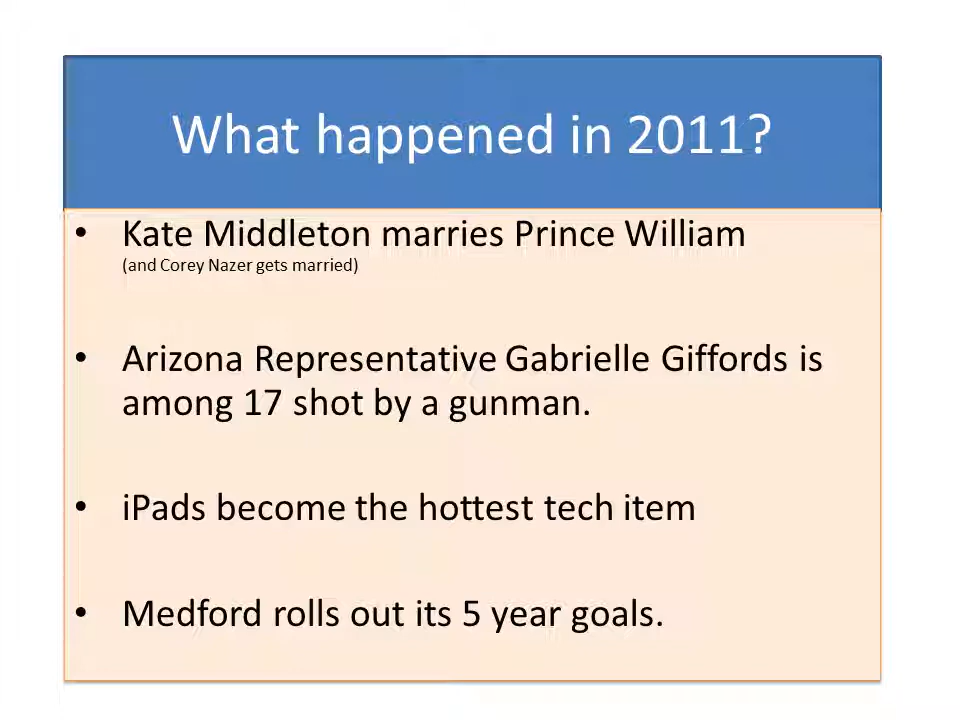 What happened in 2011?
• Kate Middleton marries Prince William
(and Corey Nazer gets married)
• Arizona Representative Gabrielle Giffords is
among 17 shot by a gunman.
• iPads become the hottest tech item
• Medford rolls out its 5 year goals.